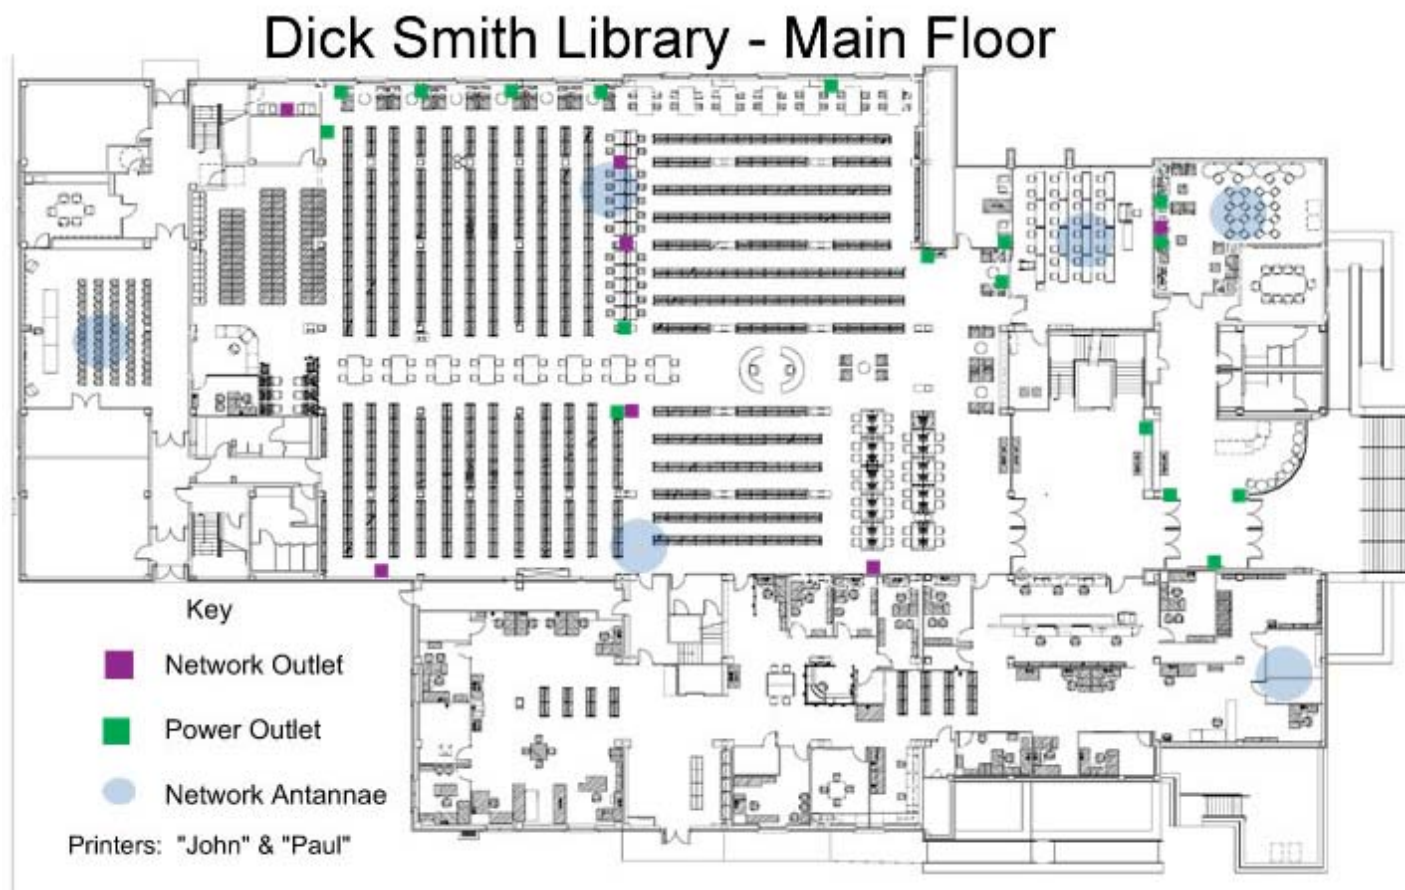 Dick Smith Library - Main Floor
Key
Network Outlet
Power Outlet
Network Antannae
Printers: "John" & "Paul"